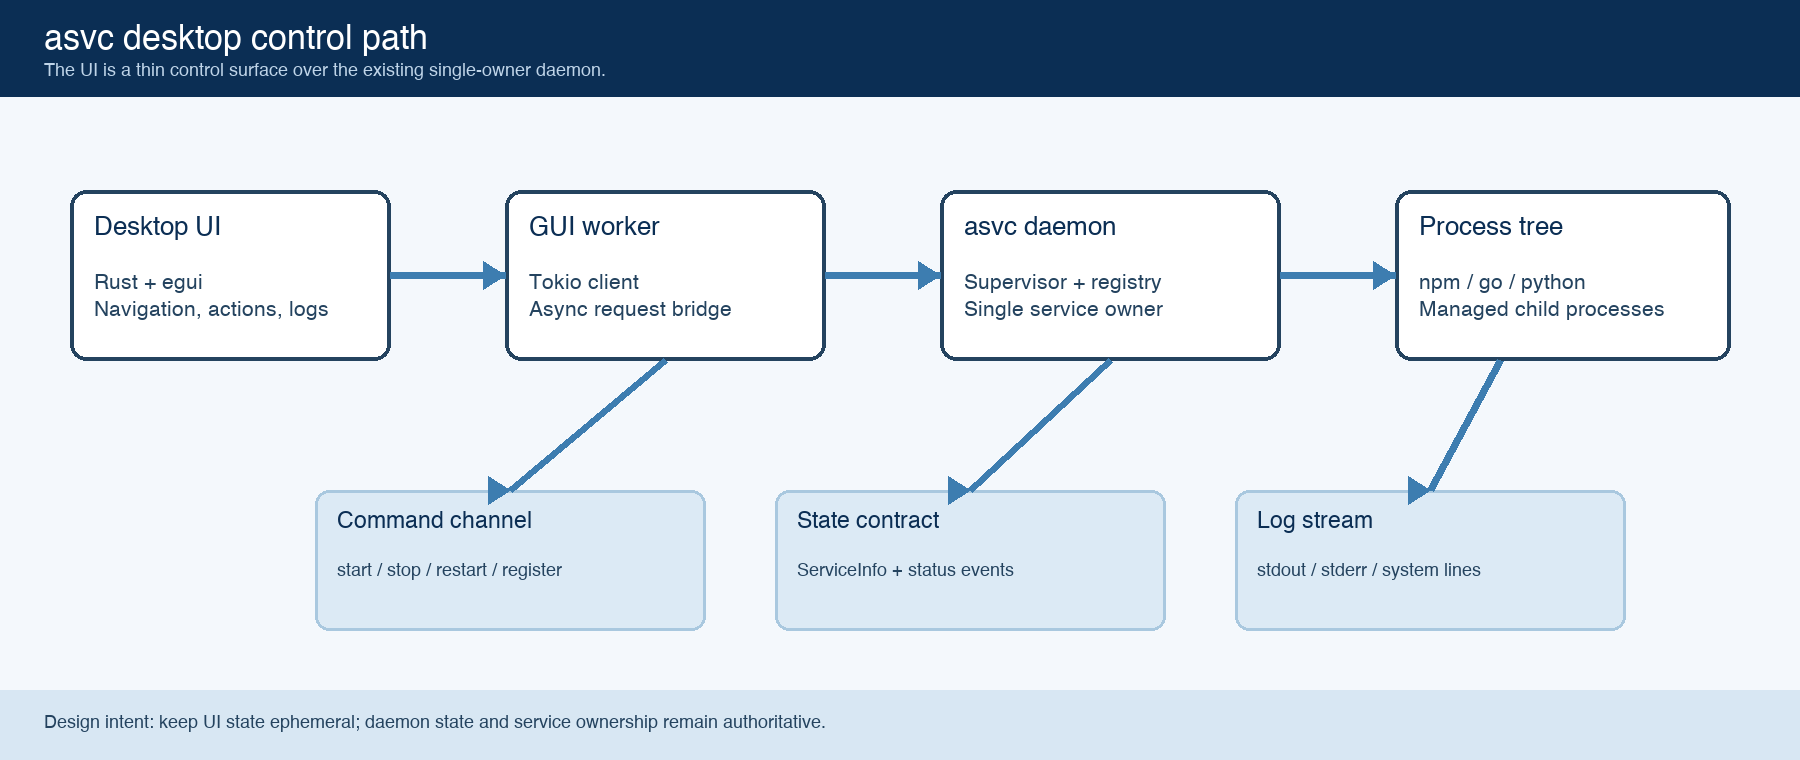 asvc desktop control path
The UI is a thin control surface over the existing single-owner daemon.
Desktop UI
Rust + egui
Navigation, actions, logs
GUI worker
Tokio client
Async request bridge
asvc daemon
Supervisor + registry
Single service owner
Process tree
npm / go / python
Managed child processes
Command channel
start / stop / restart / register
State contract
ServiceInfo + status events
Log stream
stdout / stderr / system lines
Design intent: keep UI state ephemeral; daemon state and service ownership remain authoritative.